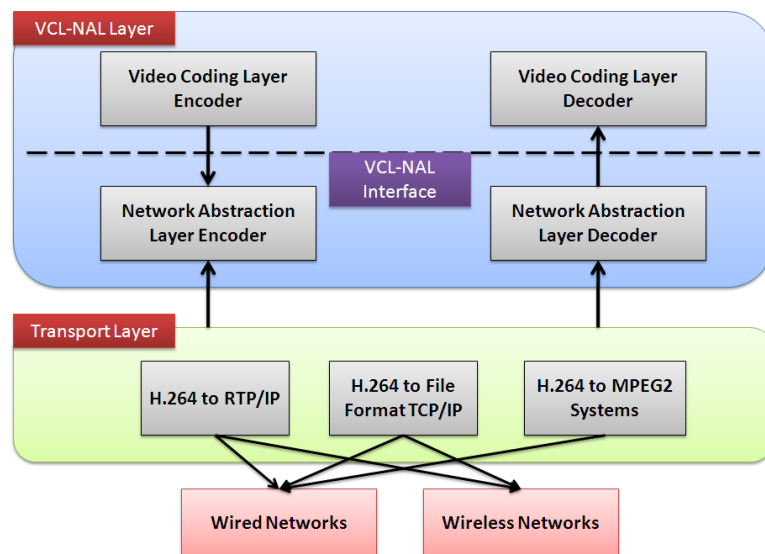 VCL-NAL Layer
Video Coding Layer
Encoder
Video Coding Layer
Decoder
VCL-NAL
Interface
Network Abstraction
Layer Encoder
Network Abstraction
Layer Decoder
Transport Layer
H.264 to RTP/IP
H.264 to File
Format TCP/IP
H.264 to MPEG2
Systems
Wired Networks
Wireless Networks